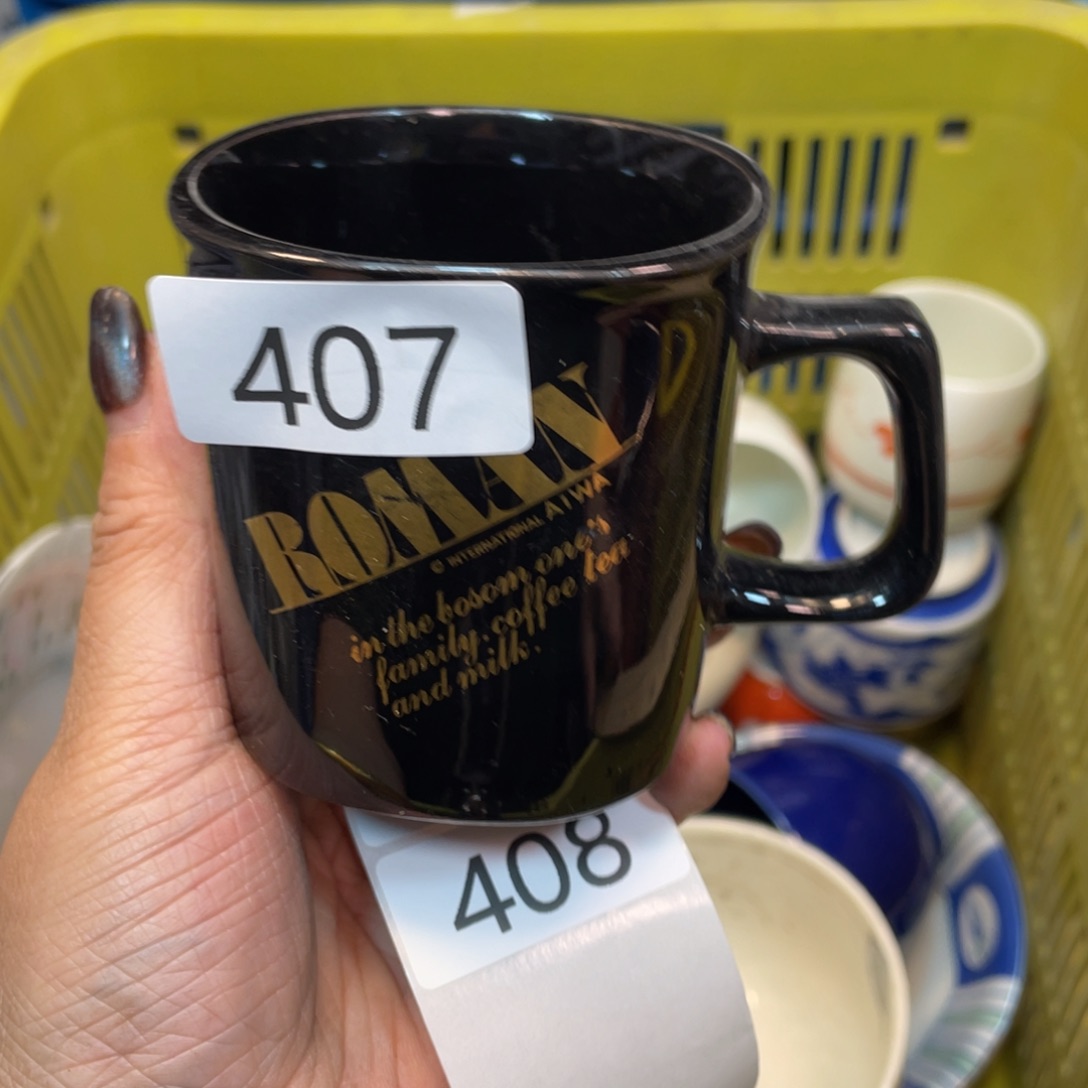 407
ROMAN
© INTERNATIONAL AIWA
in the bosom one's
family. coffee tea
and milk.
408